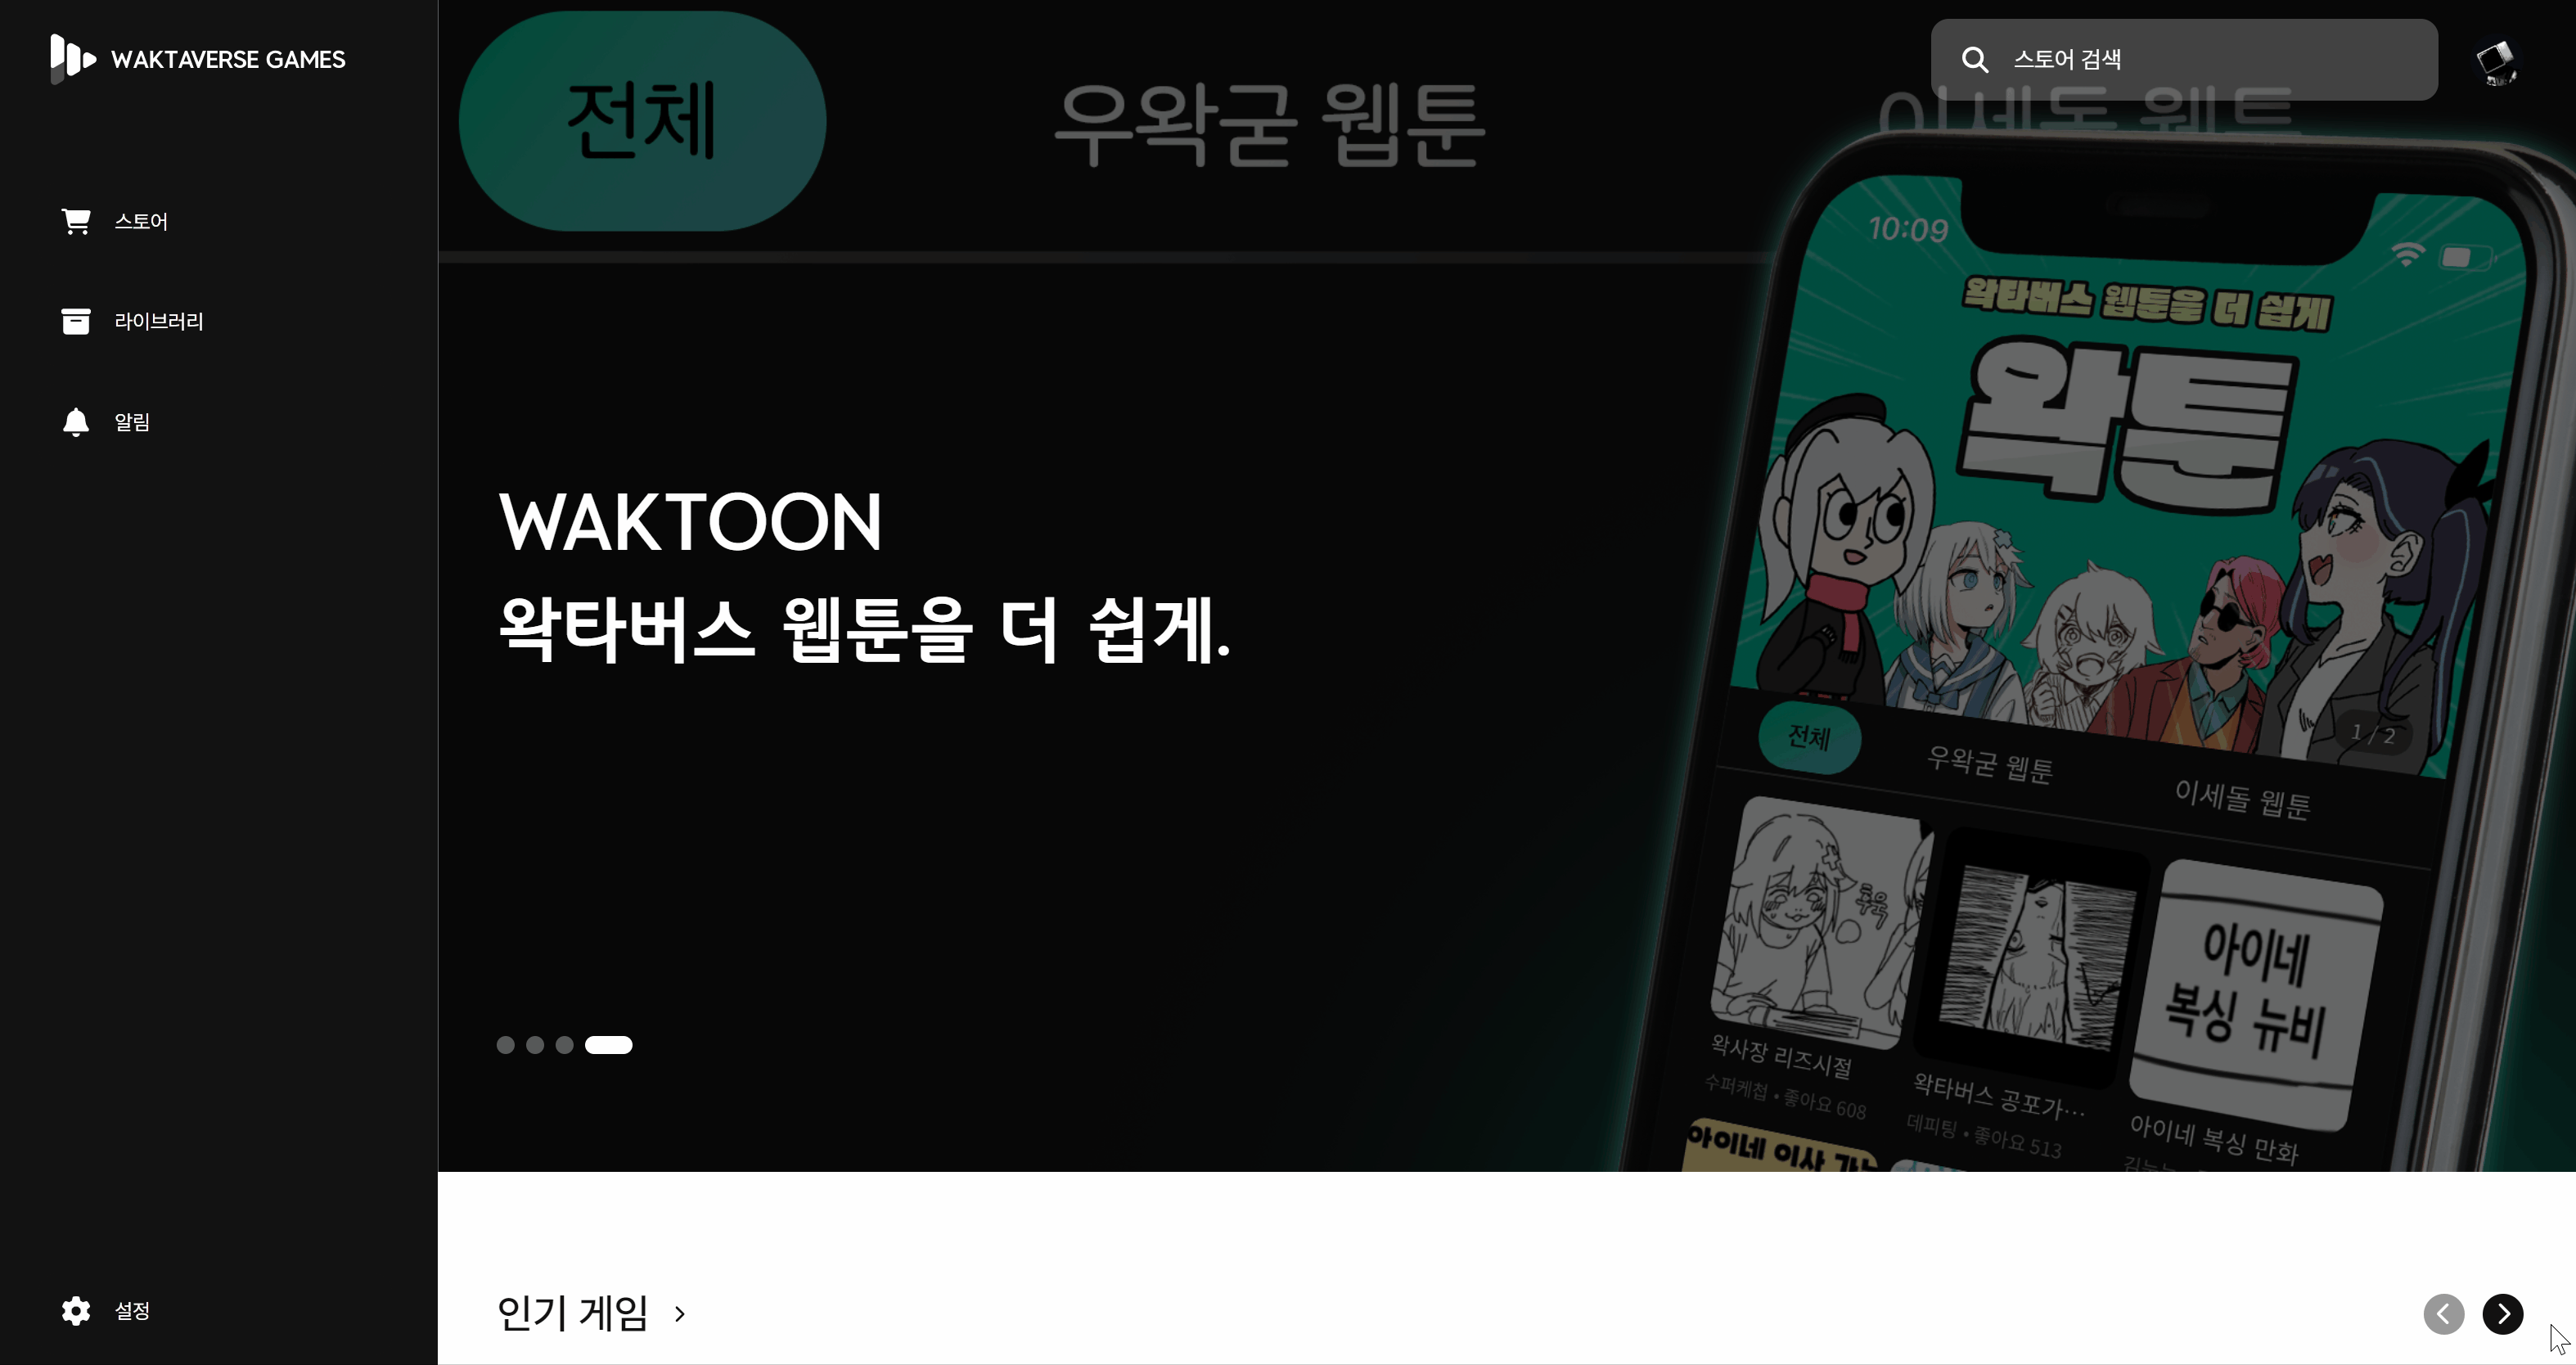 WAKTAVERSE GAMES
스토어
라이브러리
알림
설정
전체
우왁굳 웹툰
이세돌 웹툰
스토어 검색
WAKTOON
왁타버스 웹툰을 더 쉽게.
10:09
왁타버스 웹툰을 더 쉽게
왁툰
1 / 2
전체
우왁굳 웹툰
이세돌 웹툰
후욱
아이네
복싱 뉴비
왁사장 리즈시절
수퍼케첩 • 좋아요 608
왁타버스 공포가…
데피팅 • 좋아요 513
아이네 복싱 만화
아이네 이사
인기 게임